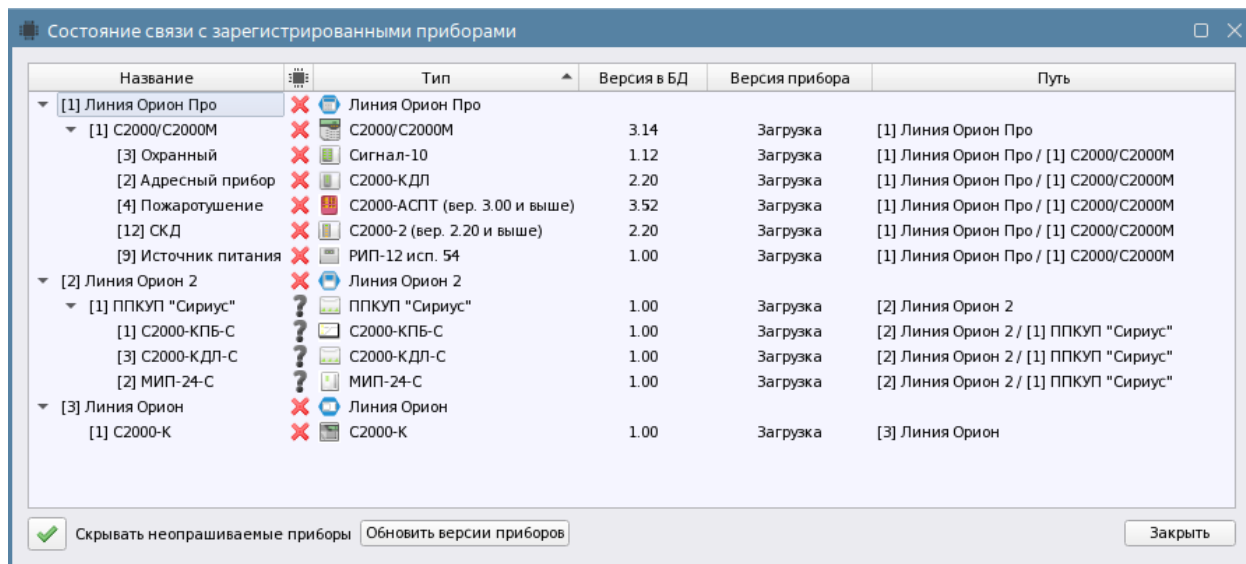 Состояние связи с зарегистрированными приборами
Название Тип Версия в БД Версия прибора Путь
[1] Линия Орион Про Линия Орион Про
[1] С2000/С2000М С2000/С2000М 3.14 Загрузка [1] Линия Орион Про
[3] Охранный Сигнал-10 1.12 Загрузка [1] Линия Орион Про / [1] С2000/С2000М
[2] Адресный прибор С2000-КДЛ 2.20 Загрузка [1] Линия Орион Про / [1] С2000/С2000М
[4] Пожаротушение С2000-АСПТ (вер. 3.00 и выше) 3.52 Загрузка [1] Линия Орион Про / [1] С2000/С2000М
[12] СКД С2000-2 (вер. 2.20 и выше) 2.20 Загрузка [1] Линия Орион Про / [1] С2000/С2000М
[9] Источник питания РИП-12 исп. 54 1.00 Загрузка [1] Линия Орион Про / [1] С2000/С2000М
[2] Линия Орион 2 Линия Орион 2
[1] ППКУП "Сириус" ППКУП "Сириус" 1.00 Загрузка [2] Линия Орион 2
[1] С2000-КПБ-С С2000-КПБ-С 1.00 Загрузка [2] Линия Орион 2 / [1] ППКУП "Сириус"
[3] С2000-КДЛ-С С2000-КДЛ-С 1.00 Загрузка [2] Линия Орион 2 / [1] ППКУП "Сириус"
[2] МИП-24-С МИП-24-С 1.00 Загрузка [2] Линия Орион 2 / [1] ППКУП "Сириус"
[3] Линия Орион Линия Орион
[1] С2000-К С2000-К 1.00 Загрузка [3] Линия Орион
Скрывать неопрашиваемые приборы Обновить версии приборов Закрыть